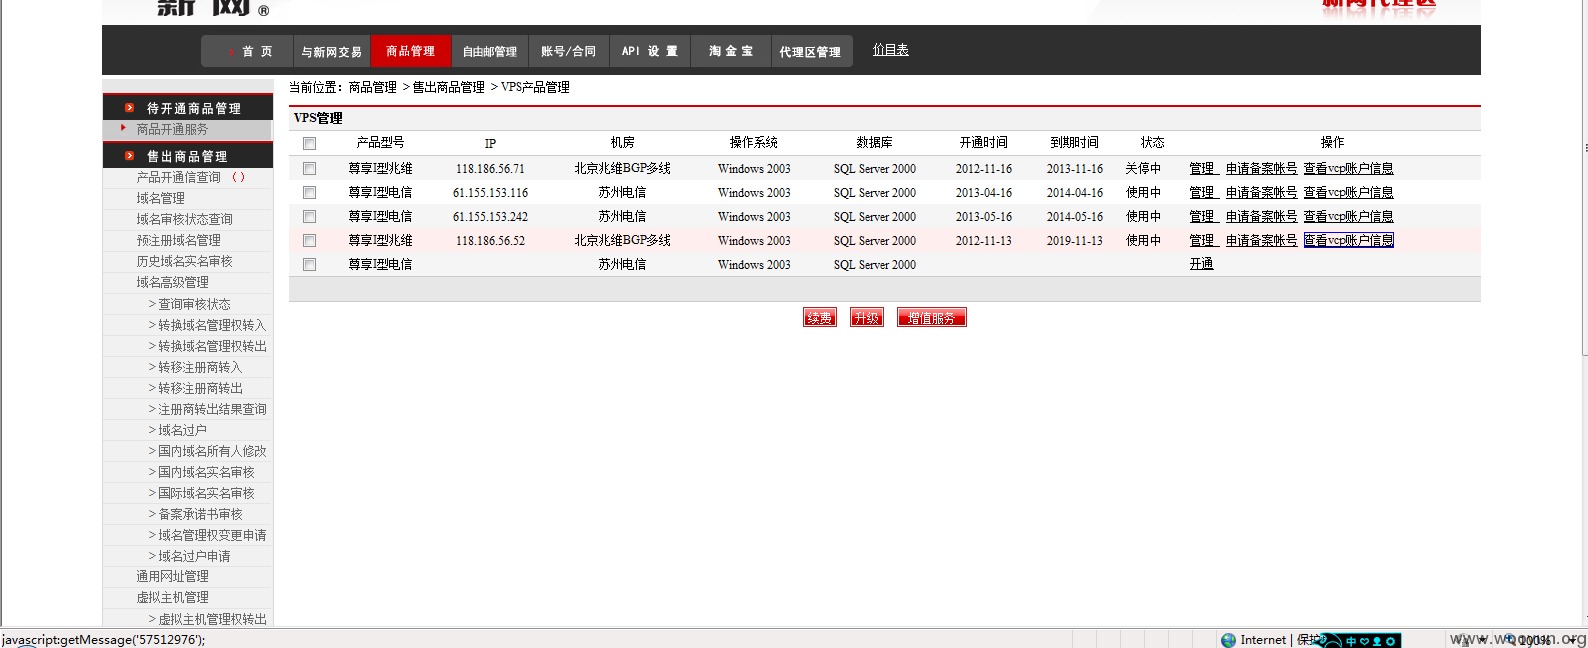 新 网 ®
新网代理区
首 页 与新网交易 商品管理 自由邮管理 账号/合同 API 设 置 淘 金 宝 代理区管理 价目表
当前位置：商品管理 >售出商品管理 >VPS产品管理
待开通商品管理
商品开通服务
售出商品管理
产品开通信查询 （ ）
域名管理
域名审核状态查询
预注册域名管理
历史域名实名审核
域名高级管理
>查询审核状态
>转换域名管理权转入
>转换域名管理权转出
>转移注册商转入
>转移注册商转出
>注册商转出结果查询
>域名过户
>国内域名所有人修改
>国内域名实名审核
>国际域名实名审核
>备案承诺书审核
>域名管理权变更申请
>域名过户申请
通用网址管理
虚拟主机管理
>虚拟主机管理权转出
VPS管理
产品型号 IP 机房 操作系统 数据库 开通时间 到期时间 状态 操作
尊享I型兆维 118.186.56.71 北京兆维BGP多线 Windows 2003 SQL Server 2000 2012-11-16 2013-11-16 关停中 管理 申请备案帐号 查看vcp账户信息
尊享I型电信 61.155.153.116 苏州电信 Windows 2003 SQL Server 2000 2013-04-16 2014-04-16 使用中 管理 申请备案帐号 查看vcp账户信息
尊享I型电信 61.155.153.242 苏州电信 Windows 2003 SQL Server 2000 2013-05-16 2014-05-16 使用中 管理 申请备案帐号 查看vcp账户信息
尊享I型兆维 118.186.56.52 北京兆维BGP多线 Windows 2003 SQL Server 2000 2012-11-13 2019-11-13 使用中 管理 申请备案帐号 查看vcp账户信息
尊享I型电信 苏州电信 Windows 2003 SQL Server 2000 开通
续费 升级 增值服务
javascript:getMessage('57512976');
Internet | 保护
中
100%
www.wooyun.org